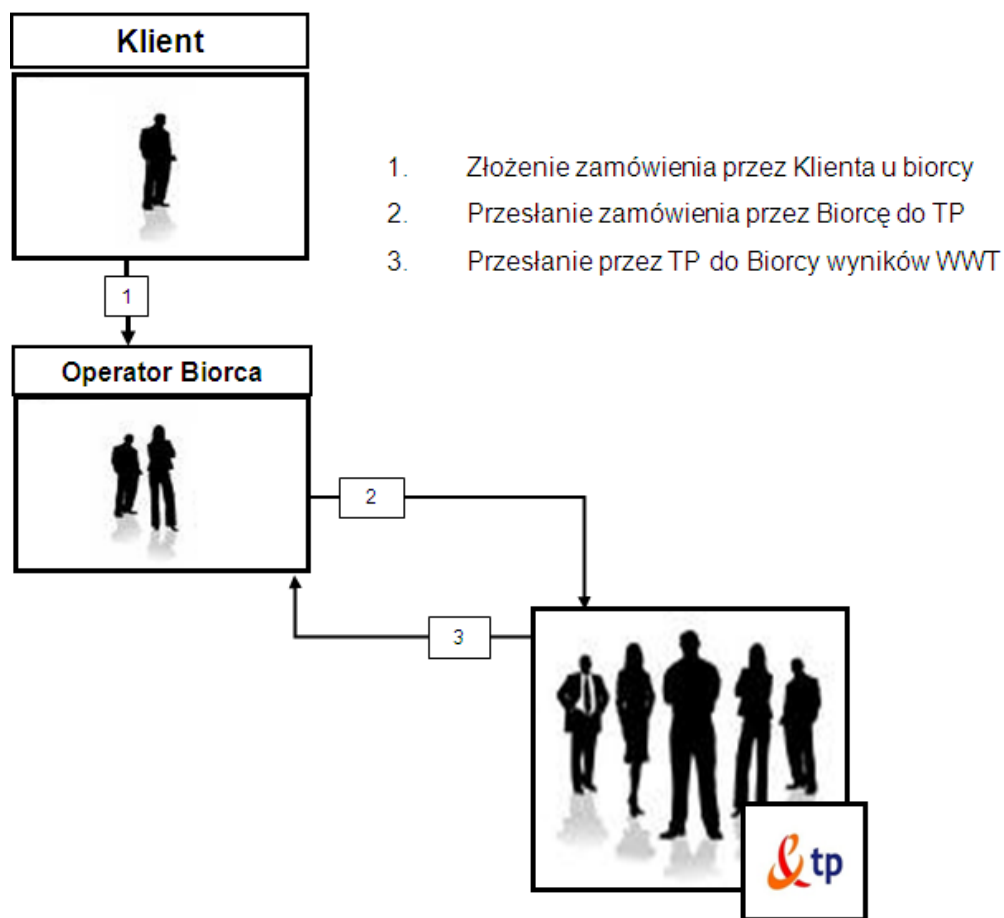 Klient
1. Złożenie zamówienia przez Klienta u biorcy
2. Przesłanie zamówienia przez Biorcę do TP
3. Przesłanie przez TP do Biorcy wyników WWT
1
Operator Biorca
2
3
tp